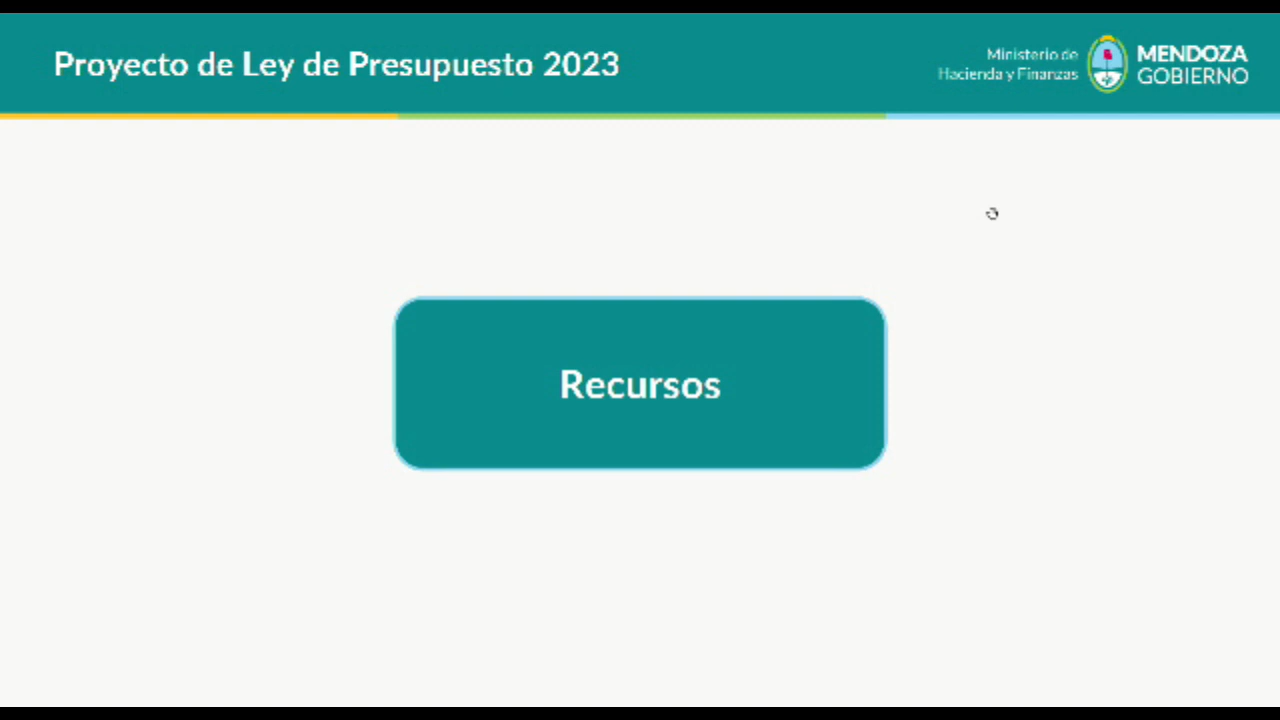 Proyecto de Ley de Presupuesto 2023
Ministerio de
Hacienda y Finanzas
MENDOZA
GOBIERNO
Recursos